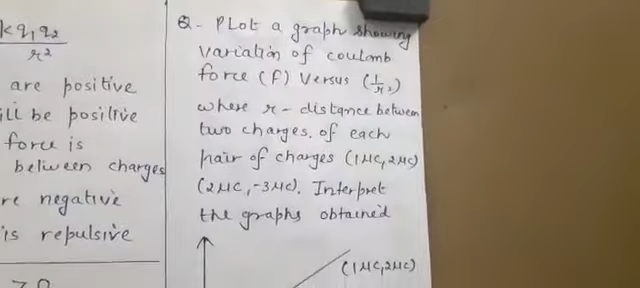 kq,q2
r²
are positive
ill be positive
force is
between charges
re negative
is repulsive
Q- PLot a graph showing
variation of coulomb
force (F) versus (1/r²)
where r - distance between
two charges. of each
pair of charges (1μC, 2μC)
(2μC, -3μC). Interpret
the graphs obtained
(1μC, 2μC)